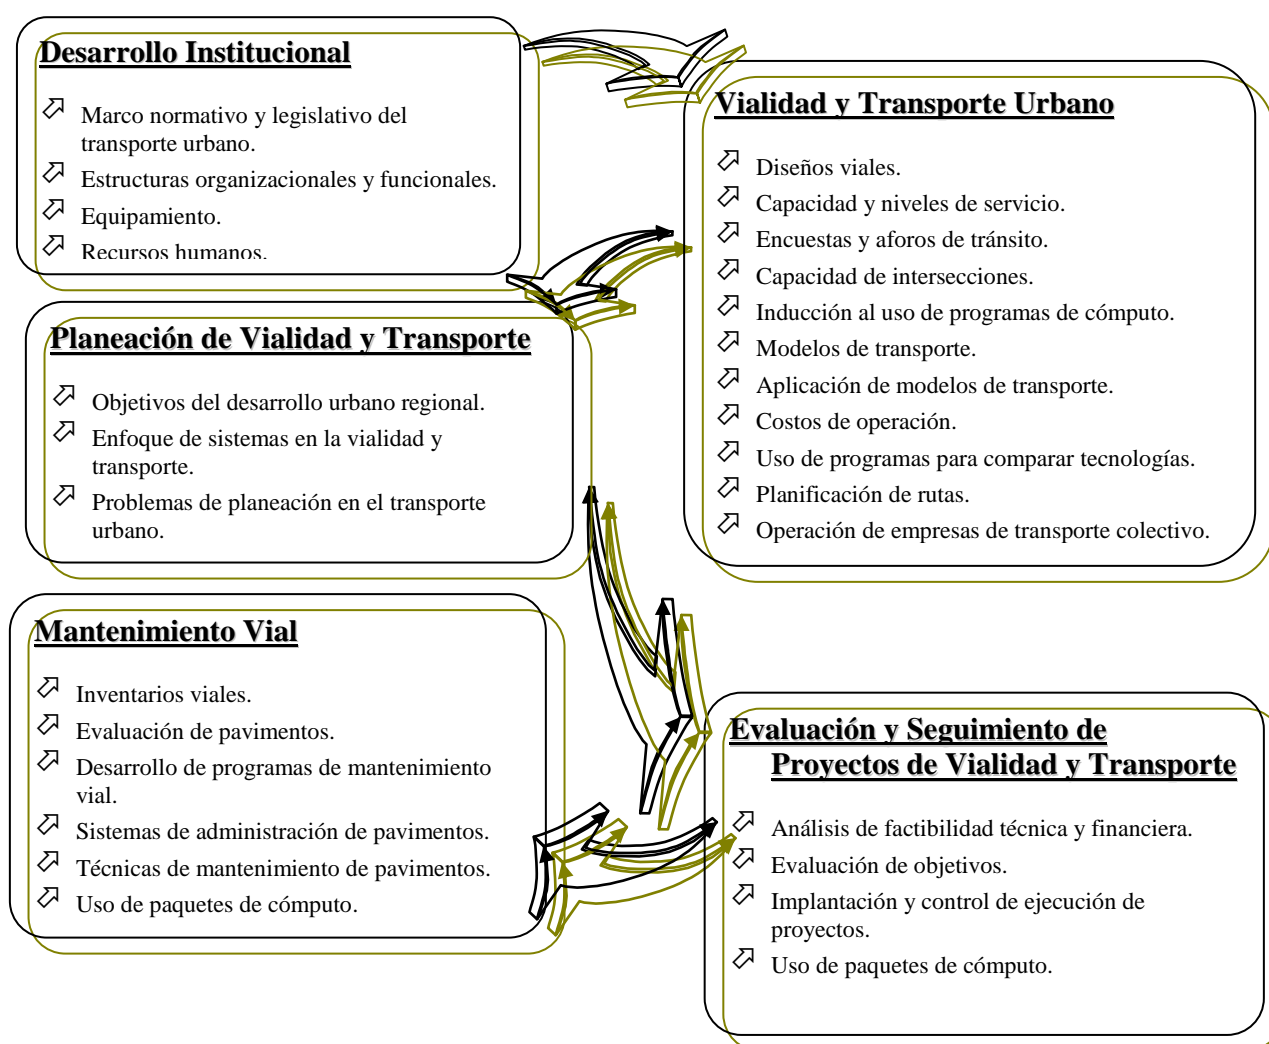 Desarrollo Institucional
Marco normativo y legislativo del
transporte urbano.
Estructuras organizacionales y funcionales.
Equipamiento.
Recursos humanos.
Vialidad y Transporte Urbano
Diseños viales.
Capacidad y niveles de servicio.
Encuestas y aforos de tránsito.
Capacidad de intersecciones.
Inducción al uso de programas de cómputo.
Modelos de transporte.
Aplicación de modelos de transporte.
Costos de operación.
Uso de programas para comparar tecnologías.
Planificación de rutas.
Operación de empresas de transporte colectivo.
Planeación de Vialidad y Transporte
Objetivos del desarrollo urbano regional.
Enfoque de sistemas en la vialidad y
transporte.
Problemas de planeación en el transporte
urbano.
Mantenimiento Vial
Inventarios viales.
Evaluación de pavimentos.
Desarrollo de programas de mantenimiento
vial.
Sistemas de administración de pavimentos.
Técnicas de mantenimiento de pavimentos.
Uso de paquetes de cómputo.
Evaluación y Seguimiento de
Proyectos de Vialidad y Transporte
Análisis de factibilidad técnica y financiera.
Evaluación de objetivos.
Implantación y control de ejecución de
proyectos.
Uso de paquetes de cómputo.